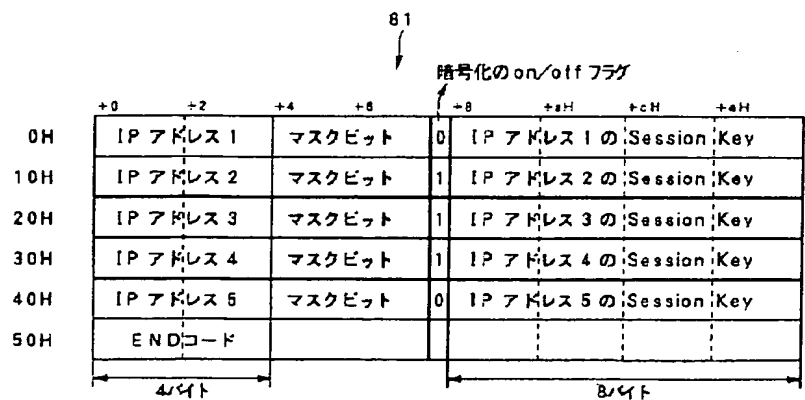 81
暗号化のon/offフラグ
+0 +2 +4 +6 +8 +aH +cH +eH
0H IPアドレス1 マスクビット 0 IPアドレス1のSession Key
10H IPアドレス2 マスクビット 1 IPアドレス2のSession Key
20H IPアドレス3 マスクビット 1 IPアドレス3のSession Key
30H IPアドレス4 マスクビット 1 IPアドレス4のSession Key
40H IPアドレス5 マスクビット 0 IPアドレス5のSession Key
50H ENDコード
4バイト 8バイト